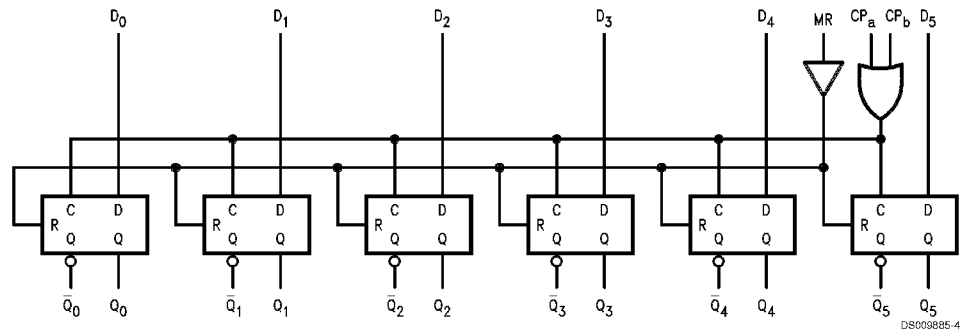 D0 D1 D2 D3 D4 MR CPa CPb D5
C D C D C D C D C D C D
R R R R R R
Q Q Q Q Q Q Q Q Q Q Q Q
Q̅0 Q0 Q̅1 Q1 Q̅2 Q2 Q̅3 Q3 Q̅4 Q4 Q̅5 Q5
DS009885-4